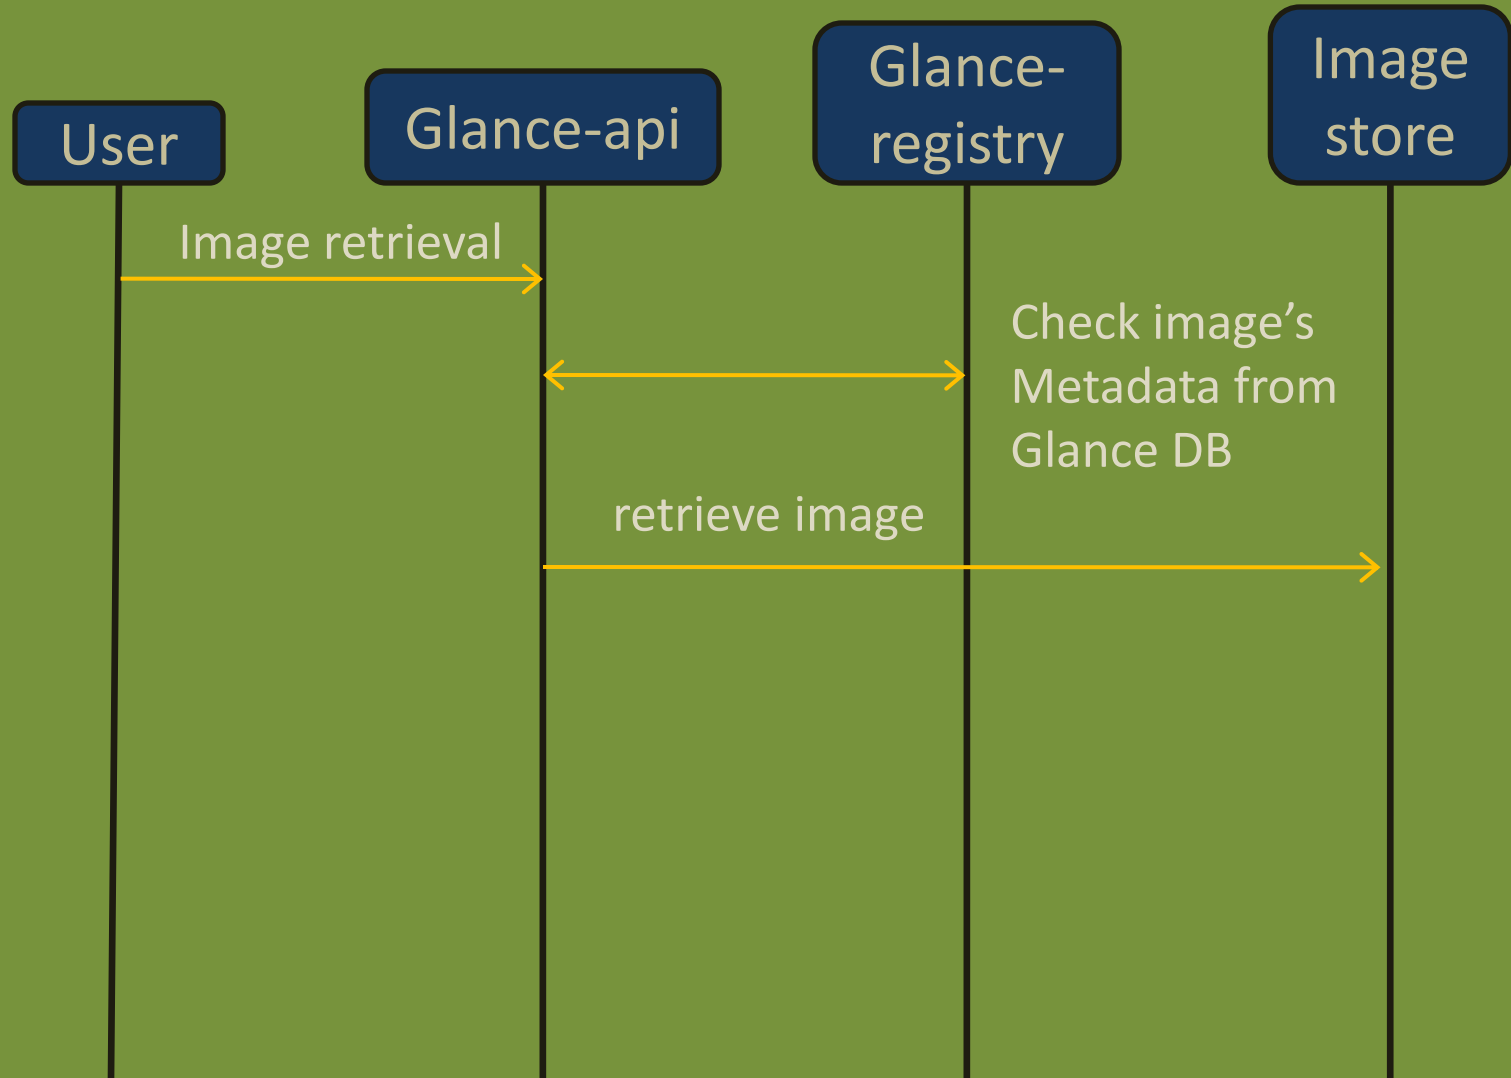 User
Glance-api
Glance-
registry
Image
store
Image retrieval
Check image’s
Metadata from
Glance DB
retrieve image